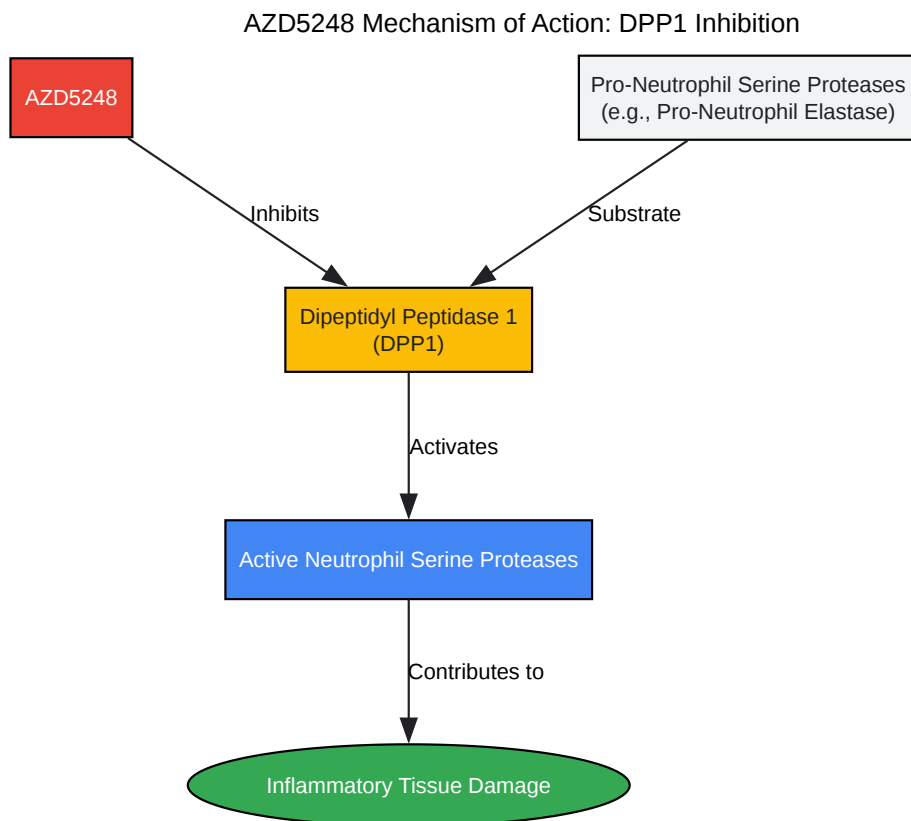 AZD5248 Mechanism of Action: DPP1 Inhibition
AZD5248
Pro-Neutrophil Serine Proteases
(e.g., Pro-Neutrophil Elastase)
Inhibits
Substrate
Dipeptidyl Peptidase 1
(DPP1)
Activates
Active Neutrophil Serine Proteases
Contributes to
Inflammatory Tissue Damage